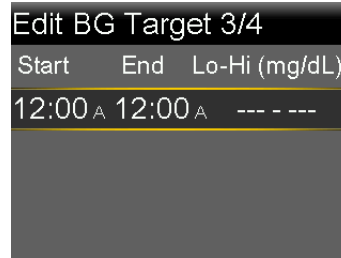 Edit BG Target 3/4
Start End Lo-Hi (mg/dL)
12:00 A 12:00 A --- - ---